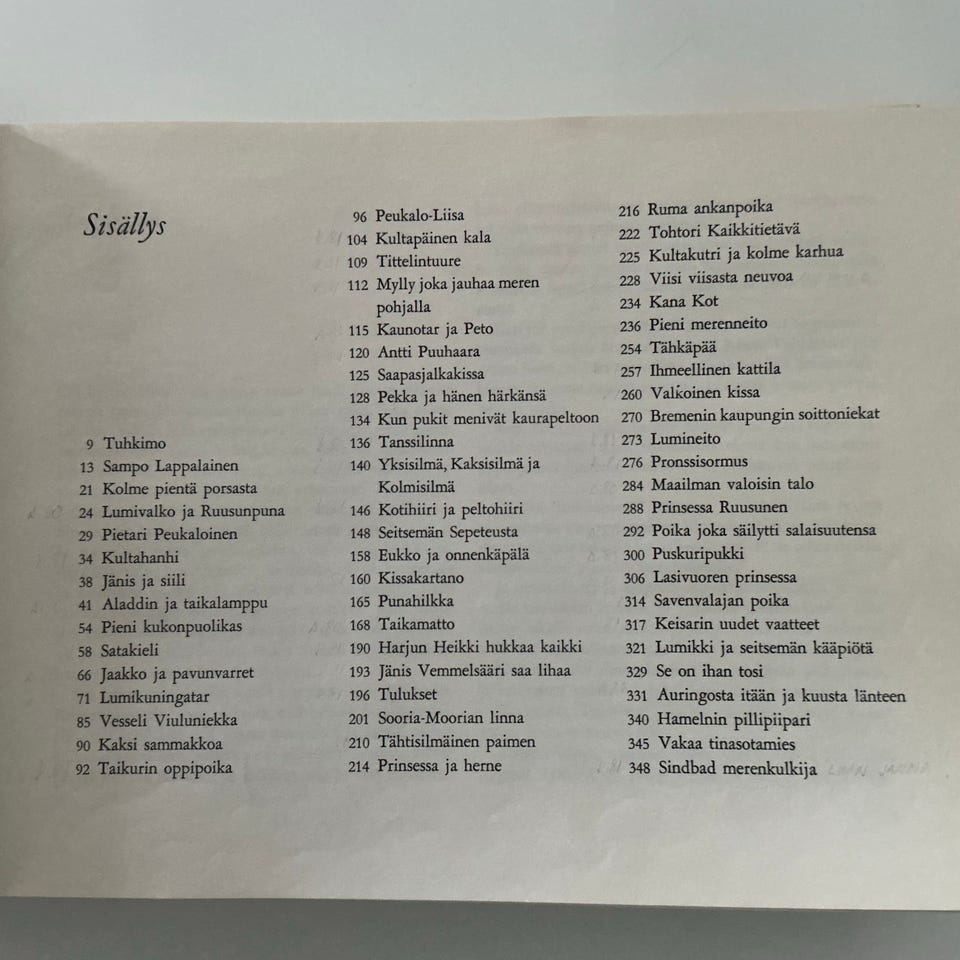 Sisällys
9 Tuhkimo
13 Sampo Lappalainen
21 Kolme pientä porsasta
24 Lumivalko ja Ruusunpuna
29 Pietari Peukaloinen
34 Kultahanhi
38 Jänis ja siili
41 Aladdin ja taikalamppu
54 Pieni kukonpuolikas
58 Satakieli
66 Jaakko ja pavunvarret
71 Lumikuningatar
85 Vesseli Viuluniekka
90 Kaksi sammakkoa
92 Taikurin oppipoika
96 Peukalo-Liisa
104 Kultapäinen kala
109 Tittelintuure
112 Mylly joka jauhaa meren
pohjalla
115 Kaunotar ja Peto
120 Antti Puuhaara
125 Saapasjalkakissa
128 Pekka ja hänen härkänsä
134 Kun pukit menivät kaurapeltoon
136 Tanssilinna
140 Yksisilmä, Kaksisilmä ja
Kolmisilmä
146 Kotihiiri ja peltohiiri
148 Seitsemän Sepeteusta
158 Eukko ja onnenkäpälä
160 Kissakartano
165 Punahilkka
168 Taikamatto
190 Harjun Heikki hukkaa kaikki
193 Jänis Vemmelsääri saa lihaa
196 Tulukset
201 Sooria-Moorian linna
210 Tähtisilmäinen paimen
214 Prinsessa ja herne
216 Ruma ankanpoika
222 Tohtori Kaikkitietävä
225 Kultakutri ja kolme karhua
228 Viisi viisasta neuvoa
234 Kana Kot
236 Pieni merenneito
254 Tähkäpää
257 Ihmeellinen kattila
260 Valkoinen kissa
270 Bremenin kaupungin soittoniekat
273 Lumineito
276 Pronssisormus
284 Maailman valoisin talo
288 Prinsessa Ruusunen
292 Poika joka säilytti salaisuutensa
300 Puskuripukki
306 Lasivuoren prinsessa
314 Savenvalajan poika
317 Keisarin uudet vaatteet
321 Lumikki ja seitsemän kääpiötä
329 Se on ihan tosi
331 Auringosta itään ja kuusta länteen
340 Hamelnin pillipiipari
345 Vakaa tinasotamies
348 Sindbad merenkulkija